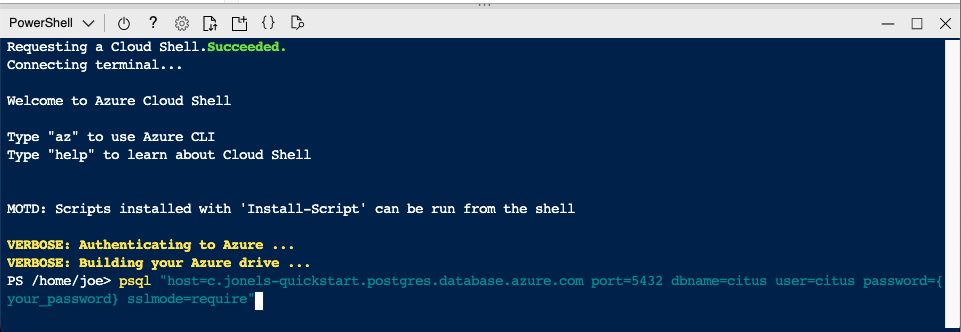 PowerShell
Requesting a Cloud Shell.Succeeded.
Connecting terminal...
Welcome to Azure Cloud Shell
Type "az" to use Azure CLI
Type "help" to learn about Cloud Shell
MOTD: Scripts installed with 'Install-Script' can be run from the shell
VERBOSE: Authenticating to Azure ...
VERBOSE: Building your Azure drive ...
PS /home/joe> psql "host=c.jonels-quickstart.postgres.database.azure.com port=5432 dbname=citus user=citus password={
your_password} sslmode=require"